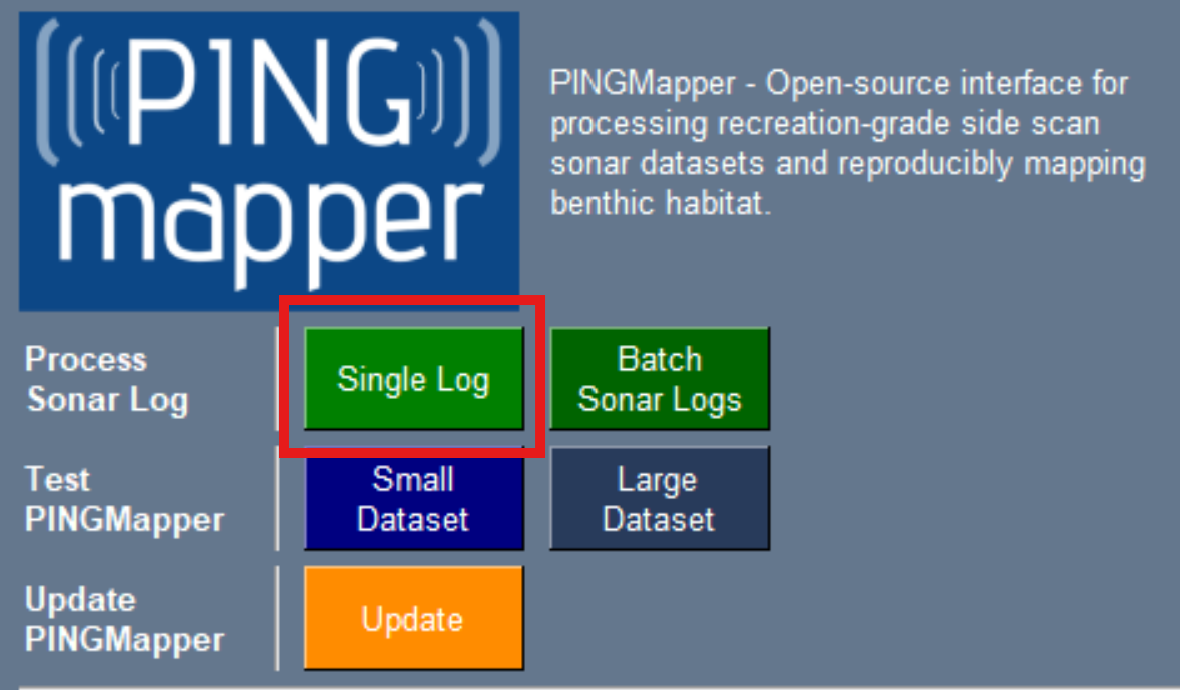 PING
mapper
PINGMapper - Open-source interface for
processing recreation-grade side scan
sonar datasets and reproducibly mapping
benthic habitat.
Process
Sonar Log
Single Log
Batch
Sonar Logs
Test
PINGMapper
Small
Dataset
Large
Dataset
Update
PINGMapper
Update